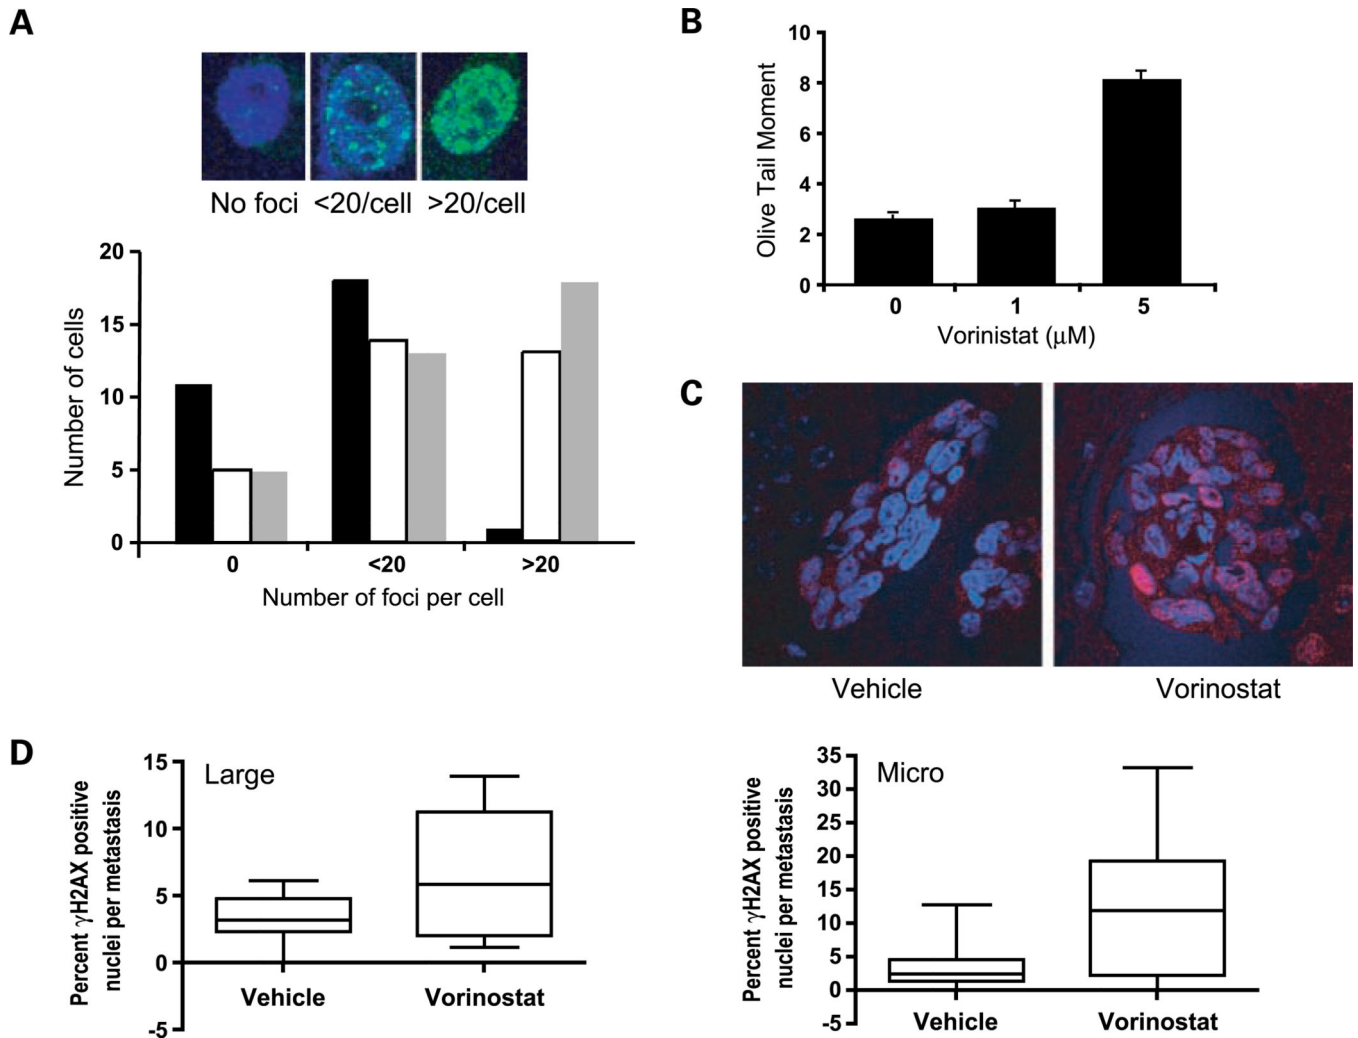 A
No foci <20/cell >20/cell
Number of cells
20
15
10
5
0
0 <20 >20
Number of foci per cell
B
Olive Tail Moment
10
8
6
4
2
0
0 1 5
Vorinistat (μM)
C
Vehicle Vorinostat
D
Percent γH2AX positive
nuclei per metastasis
Large
15
10
5
0
-5
Vehicle Vorinostat
Percent γH2AX positive
nuclei per metastasis
Micro
35
30
25
20
15
10
5
0
-5
Vehicle Vorinostat